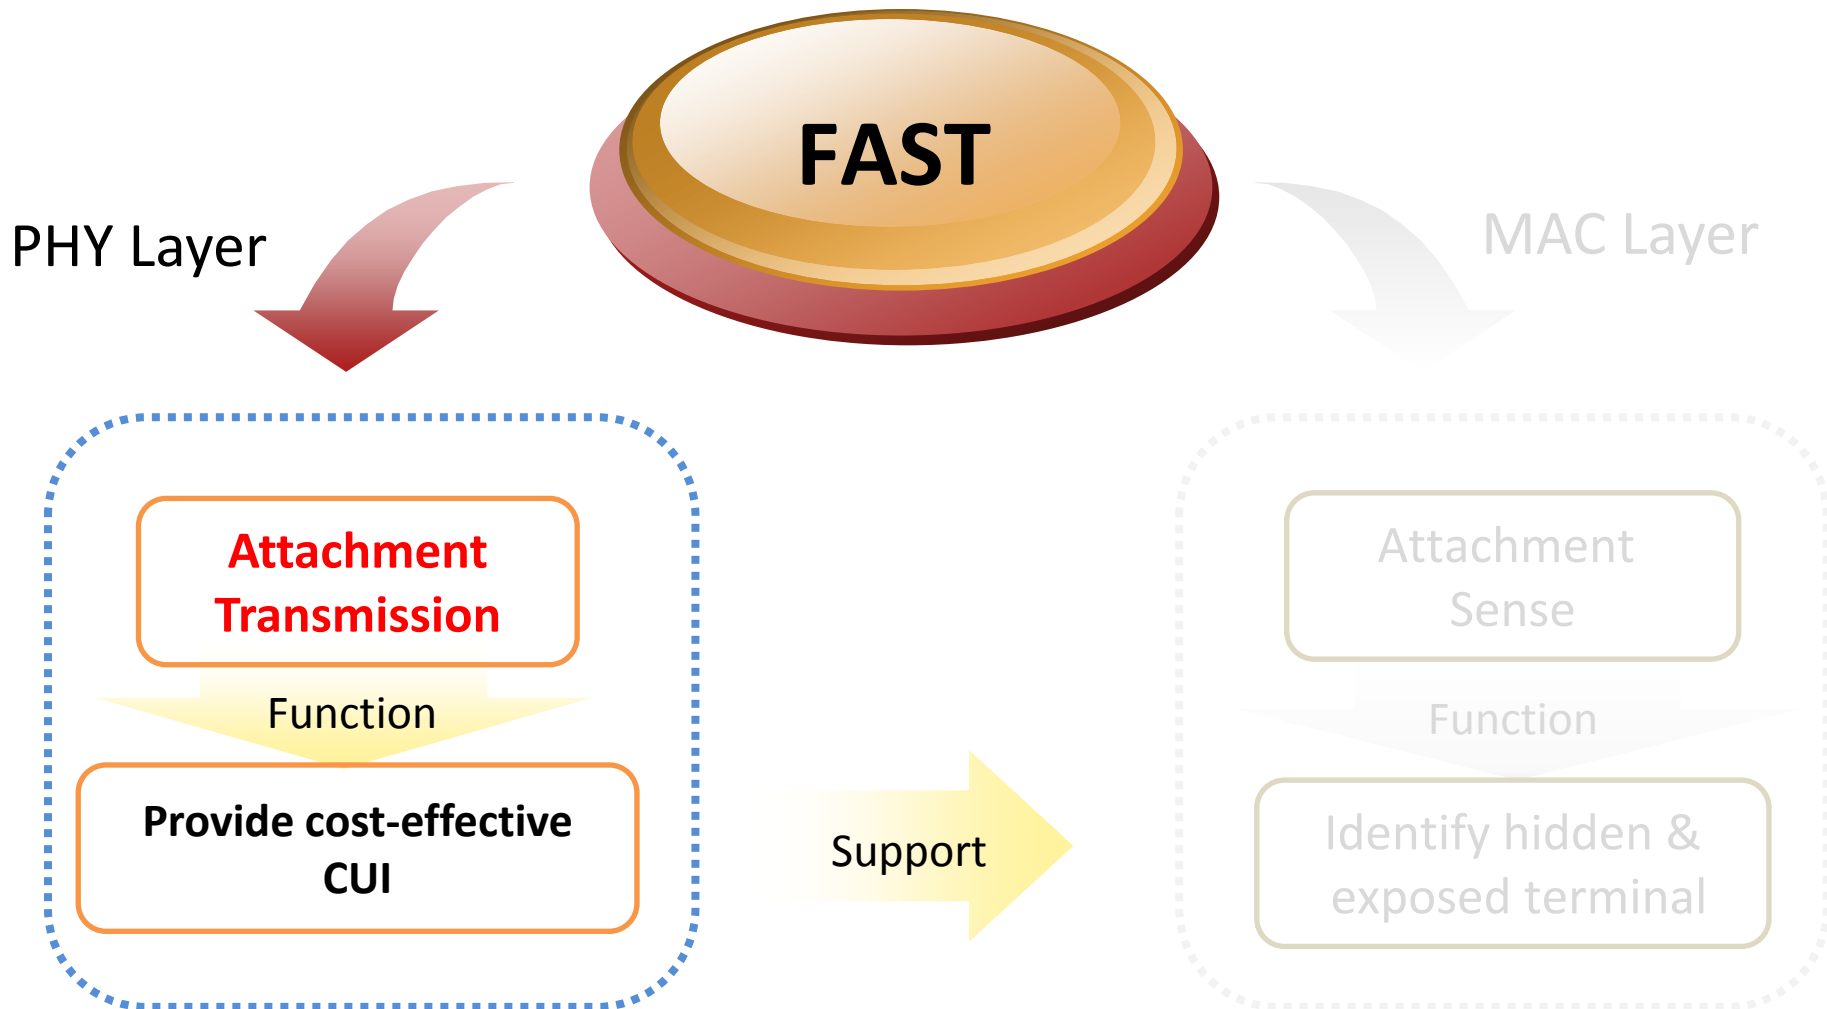 FAST
PHY Layer
MAC Layer
Attachment
Transmission
Function
Provide cost-effective
CUI
Support
Attachment
Sense
Function
Identify hidden &
exposed terminal